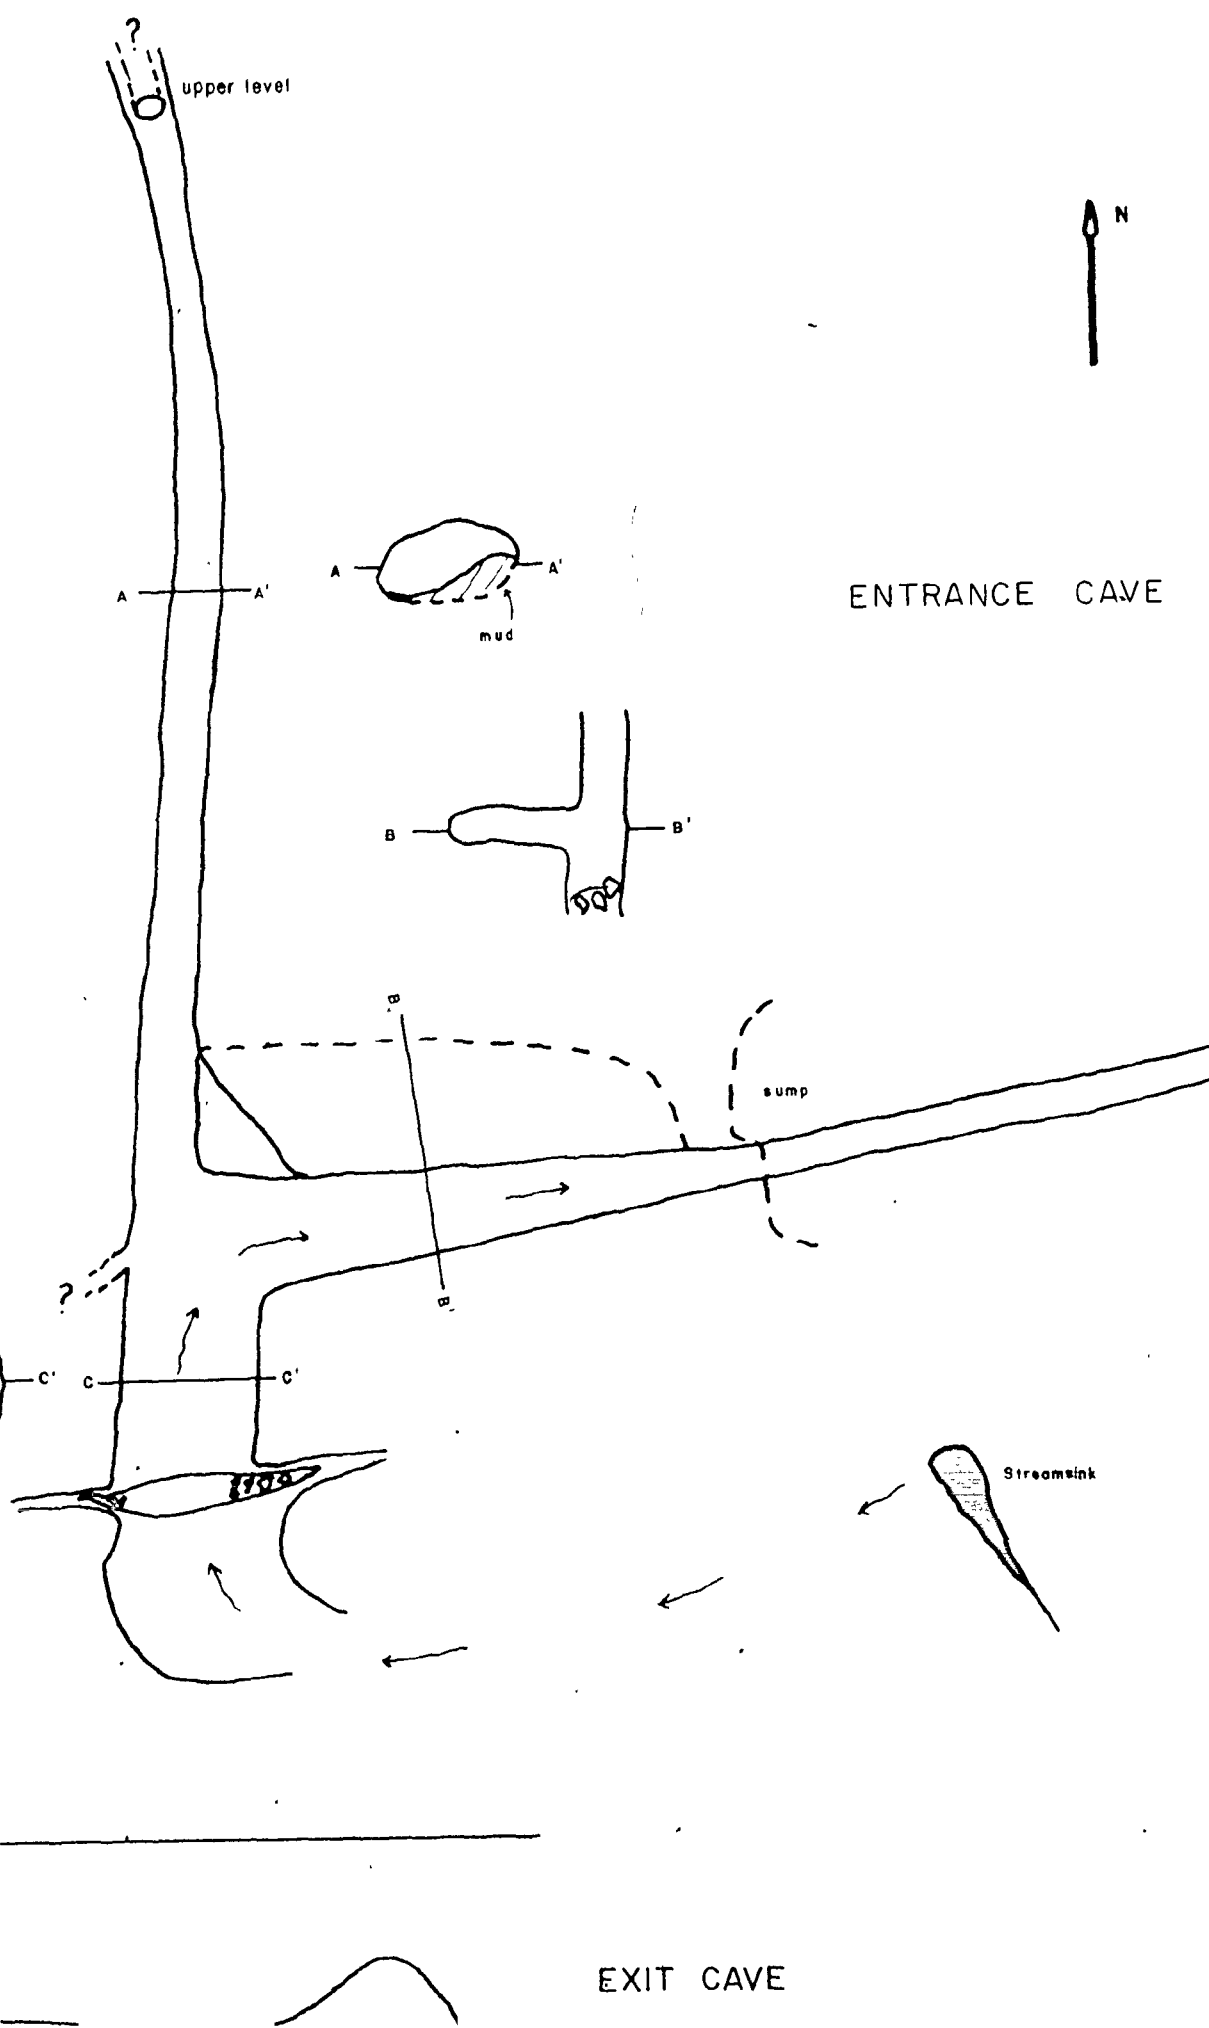 ?
upper level
N
A A'
mud
ENTRANCE CAVE
A A'
B B'
B
sump
?
B'
C' C C'
Streamsink
EXIT CAVE